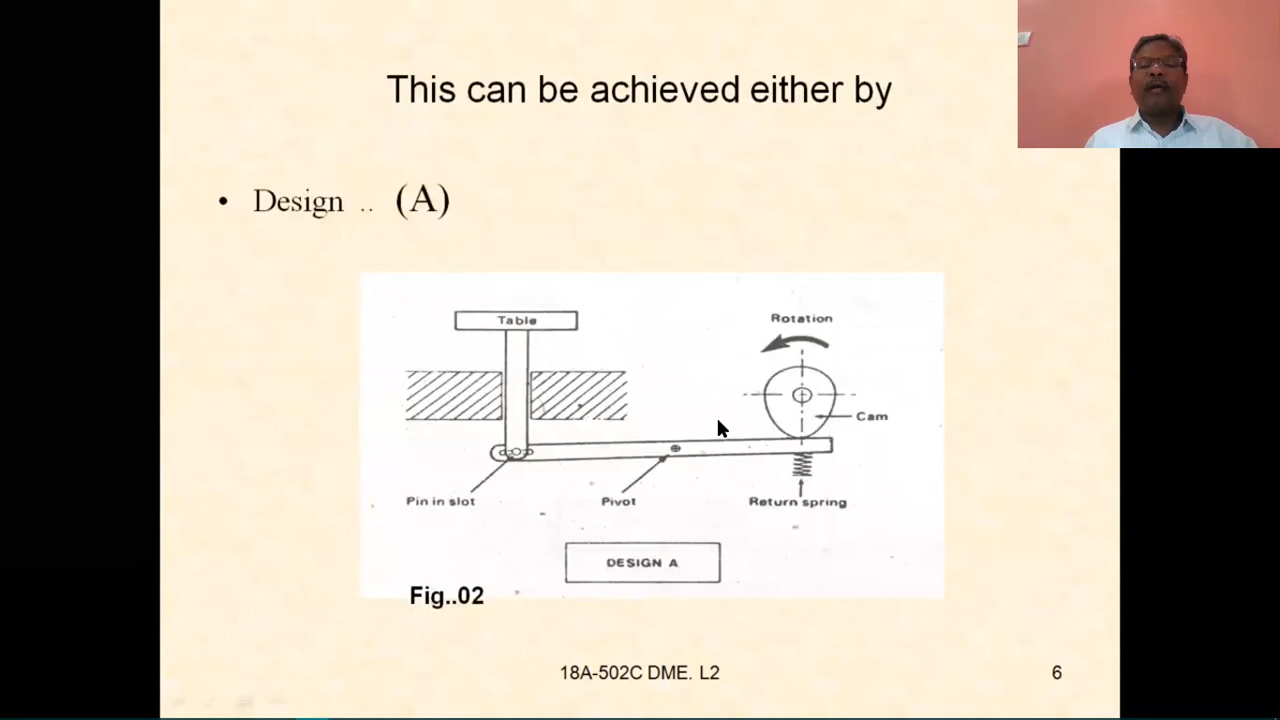 This can be achieved either by
• Design .. (A)
Table
Rotation
Cam
Pin in slot
Pivot
Return spring
DESIGN A
Fig..02
18A-502C DME. L2
6